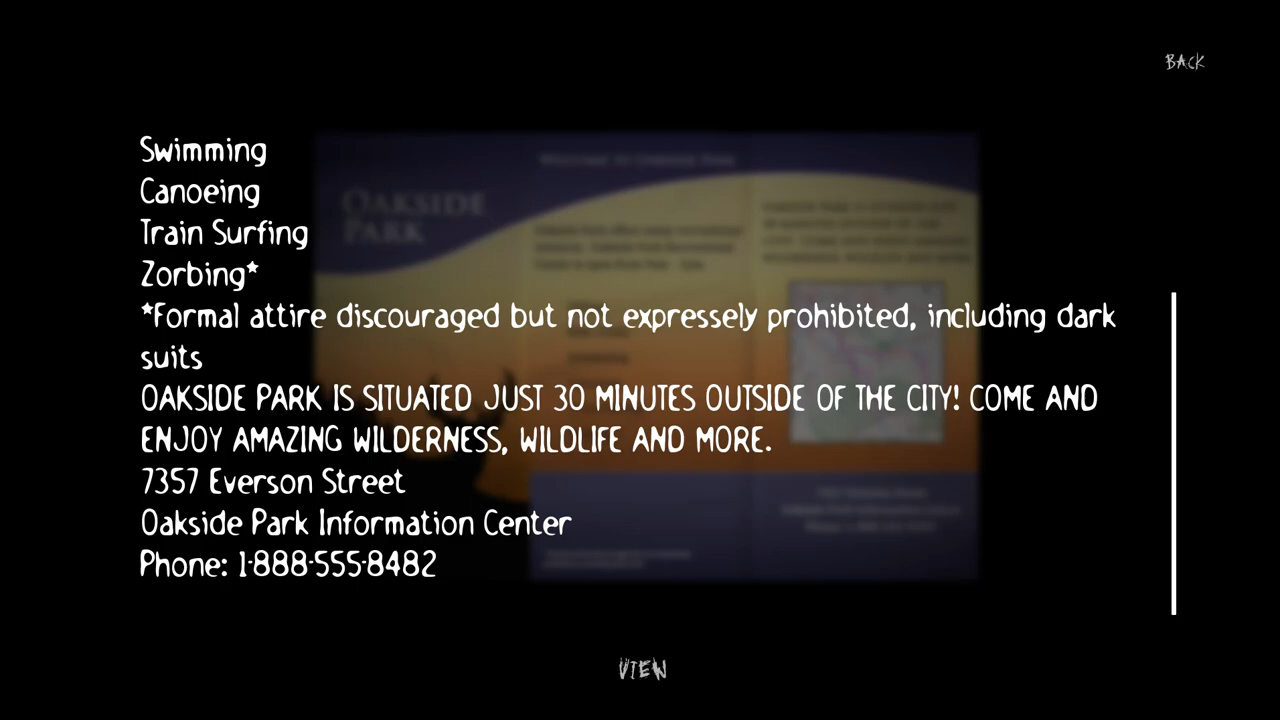 BACK
Swimming
Canoeing
Train Surfing
Zorbing*
*Formal attire discouraged but not expressely prohibited, including dark
suits
OAKSIDE PARK IS SITUATED JUST 30 MINUTES OUTSIDE OF THE CITY! COME AND
ENJOY AMAZING WILDERNESS, WILDLIFE AND MORE.
7357 Everson Street
Oakside Park Information Center
Phone: 1-888-555-8482
OAKSIDE
PARK
VIEW